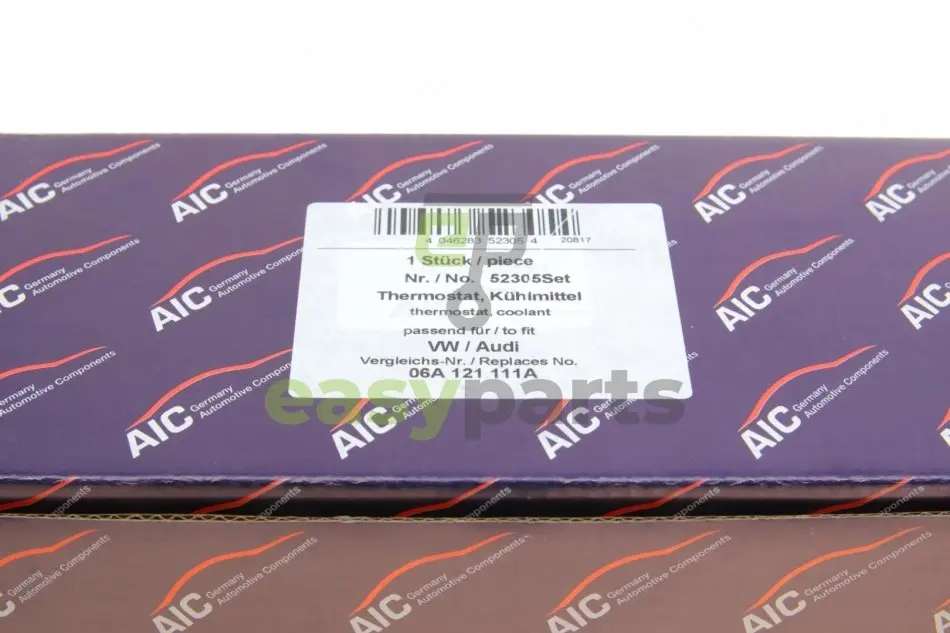 AIC Germany Automotive Components
4 046283 52305 4 20817
1 Stück / piece
Nr. / No. 52305Set
Thermostat, Kühlmittel
thermostat, coolant
passend für / to fit
VW / Audi
Vergleichs-Nr. / Replaces No.
06A 121 111A
easyparts